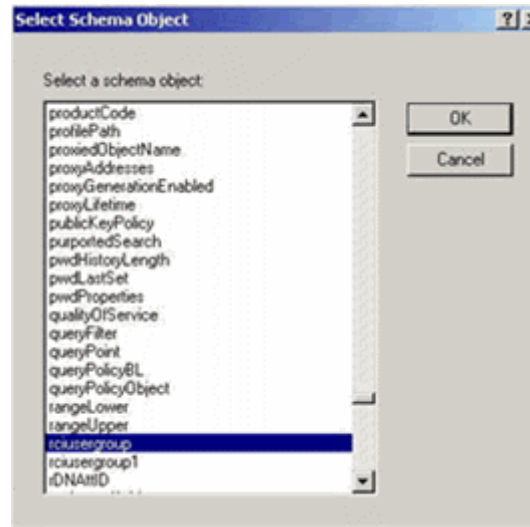 Select Schema Object
Select a schema object:
productCode
profilePath
proxiedObjectName
proxyAddresses
proxyGenerationEnabled
proxyLifetime
publicKeyPolicy
purportedSearch
pwdHistoryLength
pwdLastSet
pwdProperties
qualityOfService
queryFilter
queryPoint
queryPolicyBL
queryPolicyObject
rangeLower
rangeUpper
rciusergroup
rciusergroup1
rDNAttID
OK
Cancel